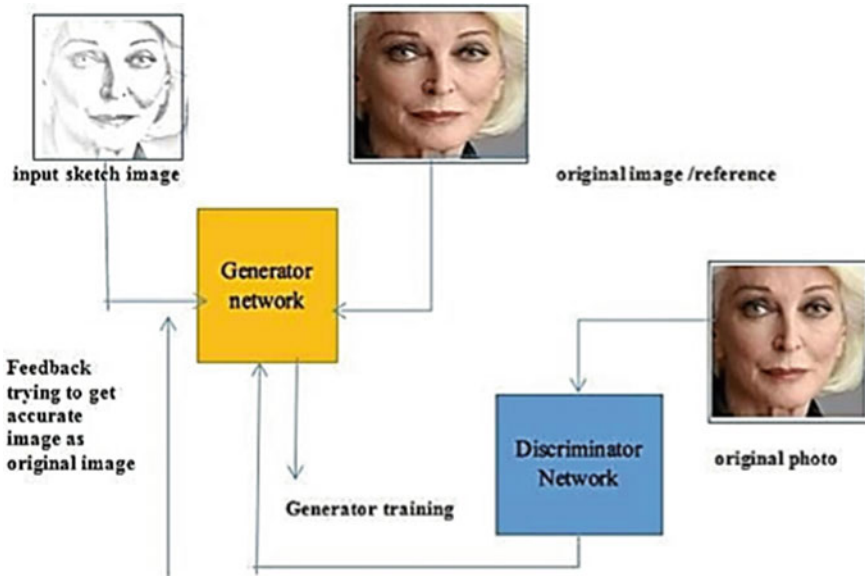 input sketch image
original image /reference
Generator
network
Feedback
trying to get
accurate
image as
original image
Discriminator
Network
original photo
Generator training